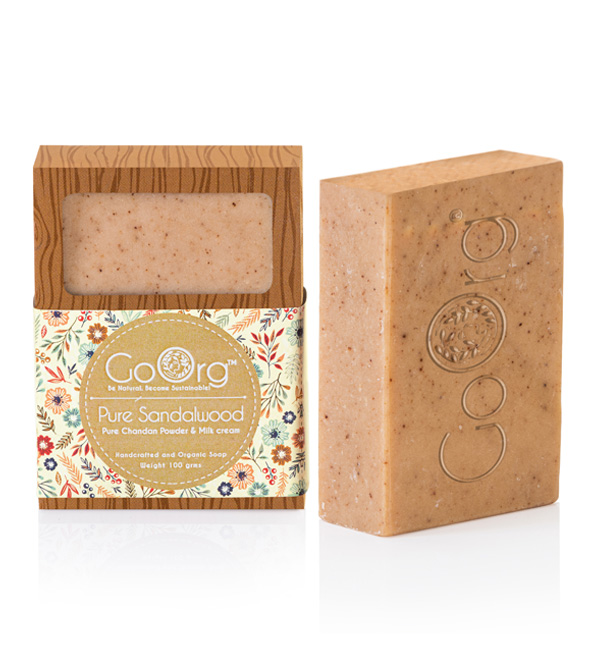 GoOrg™
Be Natural, Become Sustainable!
Pure Sandalwood
Pure Chandan Powder & Milk cream
Handcrafted and Organic Soap
Weight 100 grms
GoOrg®